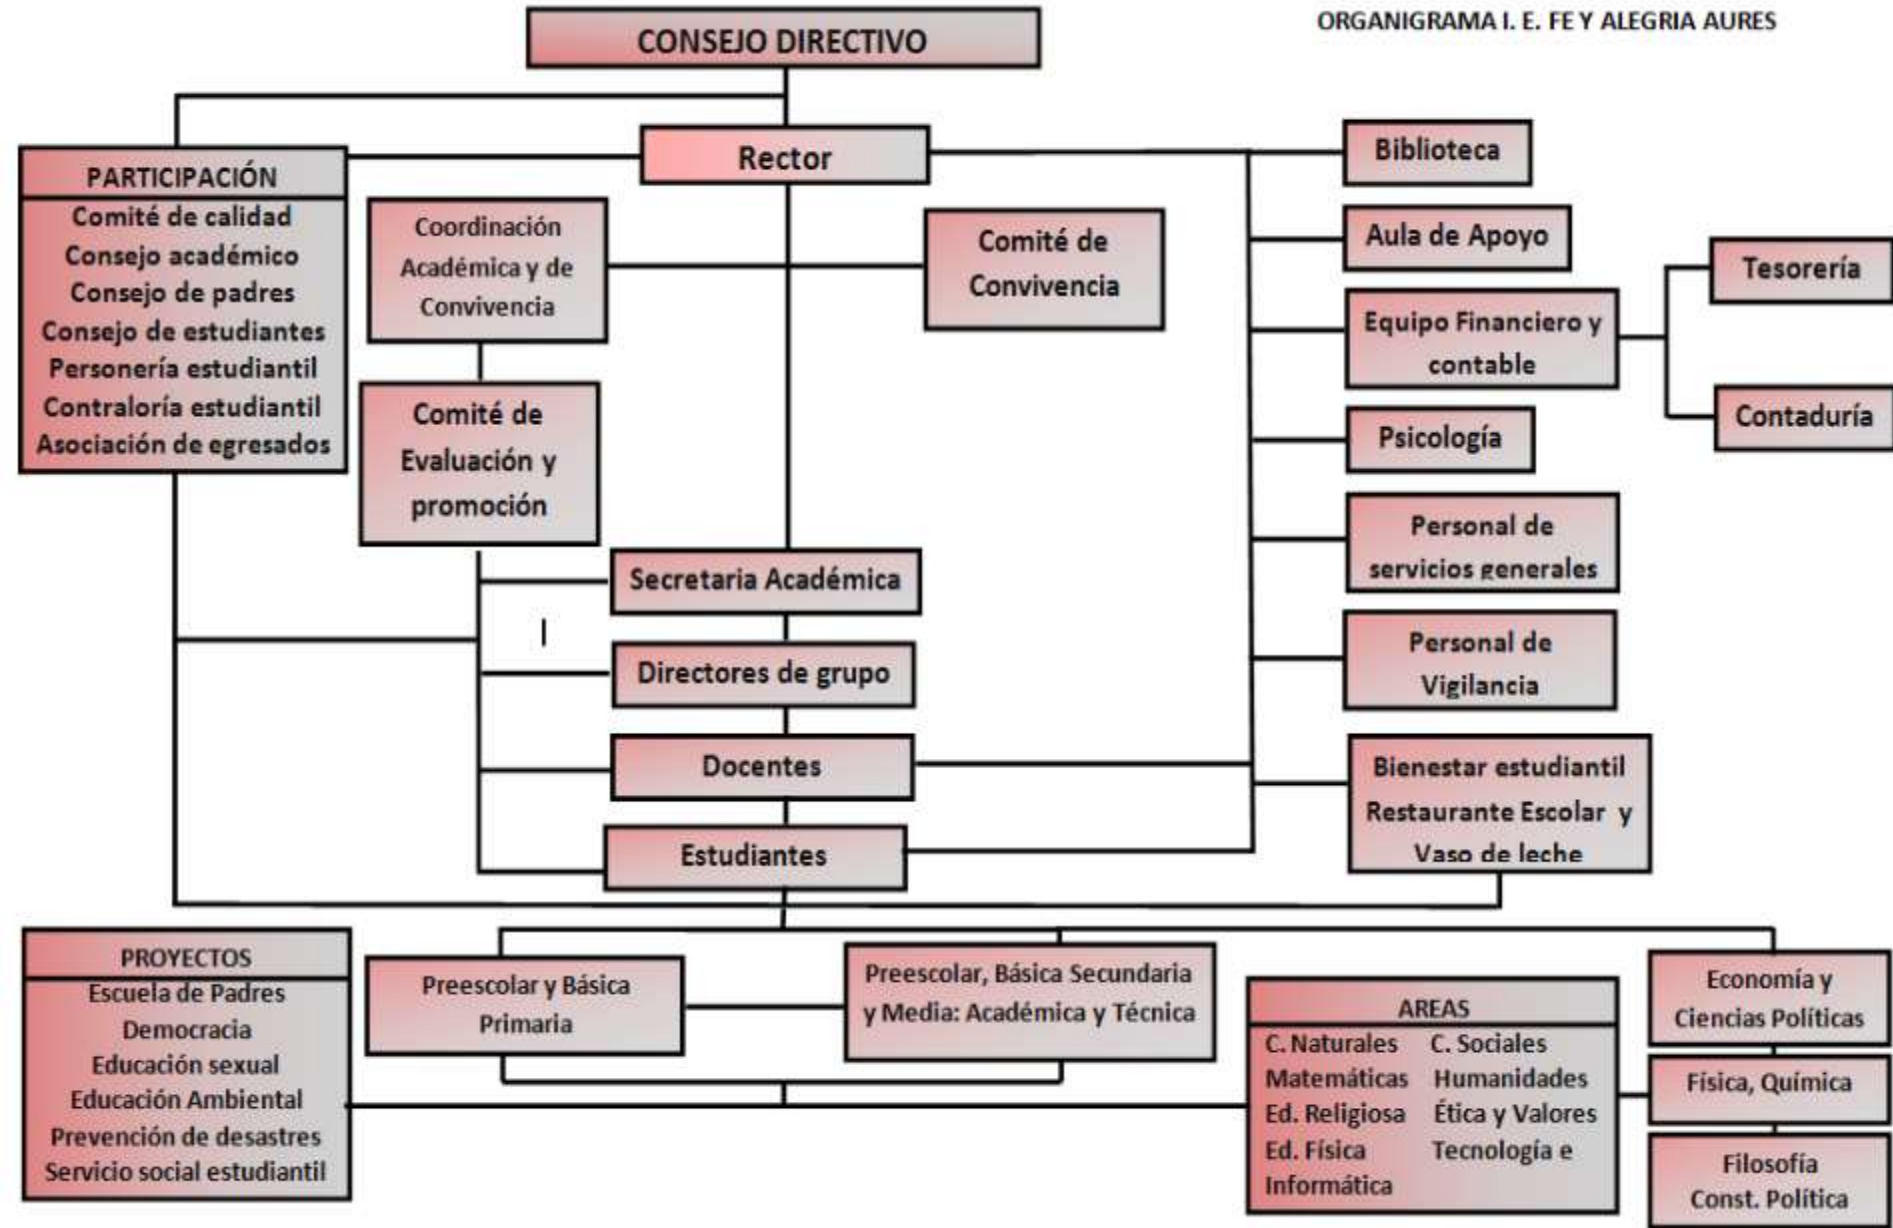 ORGANIGRAMA I. E. FE Y ALEGRIA AURES
CONSEJO DIRECTIVO
Rector
PARTICIPACIÓN
Comité de calidad
Consejo académico
Consejo de padres
Consejo de estudiantes
Personería estudiantil
Contraloría estudiantil
Asociación de egresados
Coordinación
Académica y de
Convivencia
Comité de
Convivencia
Comité de
Evaluación y
promoción
Secretaria Académica
Directores de grupo
Docentes
Estudiantes
Biblioteca
Aula de Apoyo
Equipo Financiero y
contable
Tesorería
Contaduría
Psicología
Personal de
servicios generales
Personal de
Vigilancia
Bienestar estudiantil
Restaurante Escolar y
Vaso de leche
PROYECTOS
Escuela de Padres
Democracia
Educación sexual
Educación Ambiental
Prevención de desastres
Servicio social estudiantil
Preescolar y Básica
Primaria
Preescolar, Básica Secundaria
y Media: Académica y Técnica
AREAS
C. Naturales C. Sociales
Matemáticas Humanidades
Ed. Religiosa Ética y Valores
Ed. Física Tecnología e
Informática
Economía y
Ciencias Políticas
Física, Química
Filosofía
Const. Política